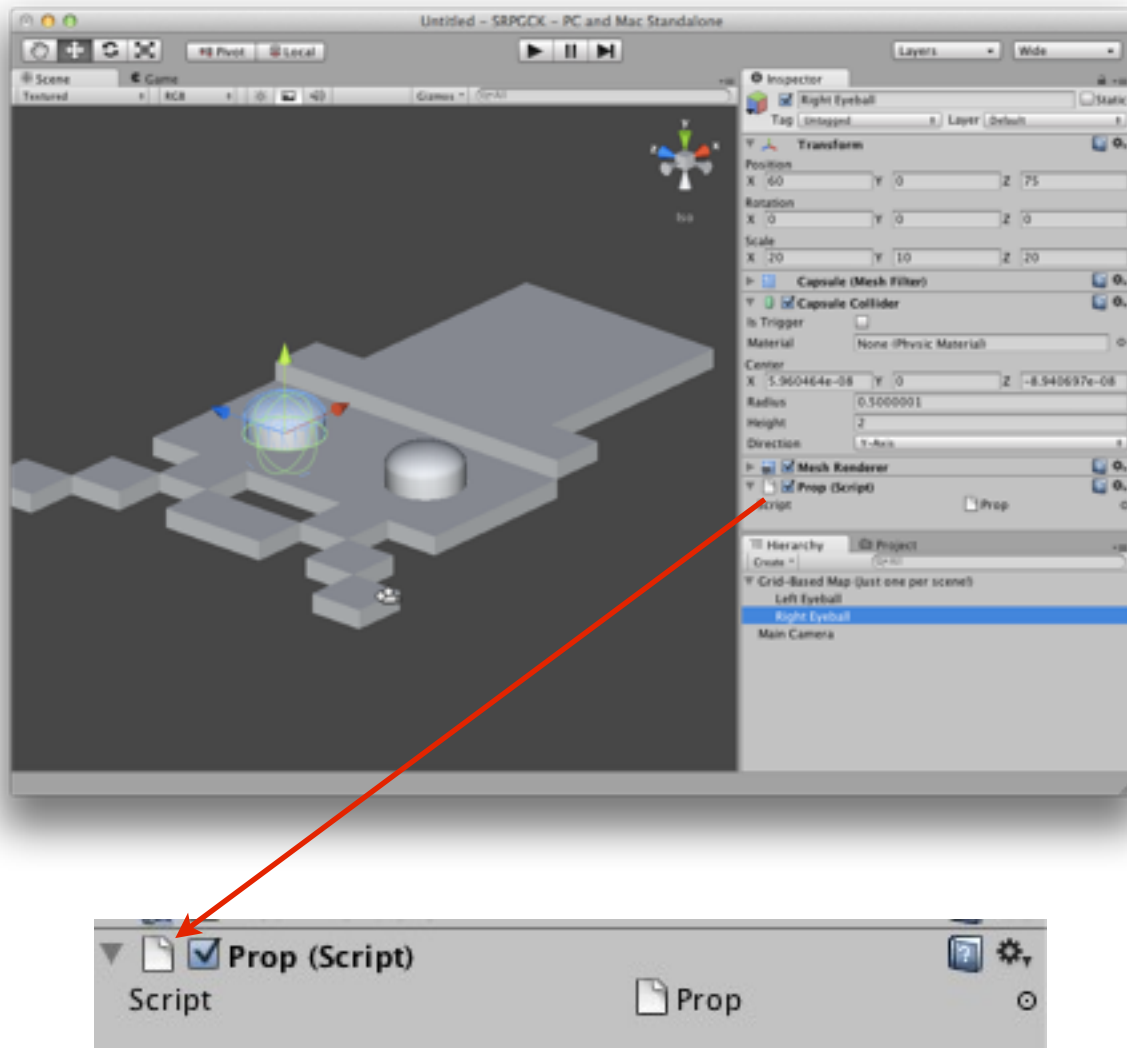 Untitled – SRPGCK – PC and Mac Standalone
Pivot Local Layers Wide
Scene Game
Textured RGB Gizmos All
y
z x
Iso
Inspector
Right Eyeball Static
Tag Untagged Layer Default
Transform
Position
X 60 Y 0 Z 75
Rotation
X 0 Y 0 Z 0
Scale
X 20 Y 10 Z 20
Capsule (Mesh Filter)
Capsule Collider
Is Trigger
Material None (Physic Material)
Center
X 5.960464e-08 Y 0 Z -8.940697e-08
Radius 0.5000001
Height 2
Direction Y-Axis
Mesh Renderer
Prop (Script)
Script Prop
Hierarchy Project
Create All
Grid-Based Map (Just one per scene!)
Left Eyeball
Right Eyeball
Main Camera
Prop (Script)
Script Prop